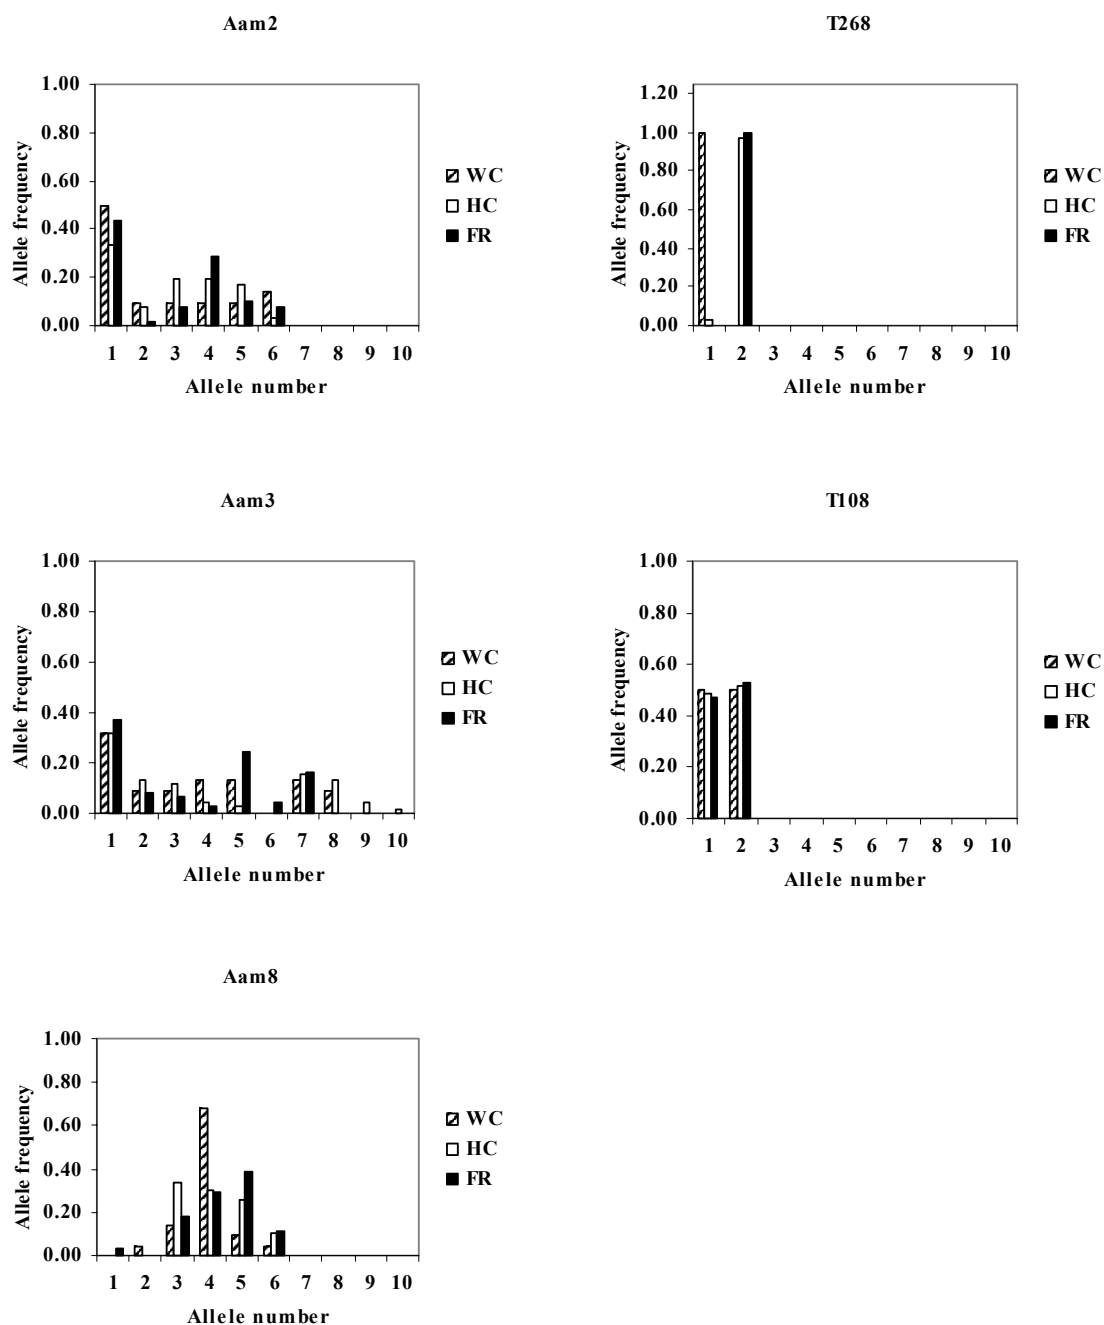 Aam2
1.00
0.80
0.60
0.40
0.20
0.00
Allele frequency
1 2 3 4 5 6 7 8 9 10
Allele number
WC
HC
FR
T268
1.20
1.00
0.80
0.60
0.40
0.20
0.00
Allele frequency
1 2 3 4 5 6 7 8 9 10
Allele number
WC
HC
FR
Aam3
1.00
0.80
0.60
0.40
0.20
0.00
Allele frequency
1 2 3 4 5 6 7 8 9 10
Allele number
WC
HC
FR
T108
1.00
0.80
0.60
0.40
0.20
0.00
Allele frequency
1 2 3 4 5 6 7 8 9 10
Allele number
WC
HC
FR
Aam8
1.00
0.80
0.60
0.40
0.20
0.00
Allele frequency
1 2 3 4 5 6 7 8 9 10
Allele number
WC
HC
FR